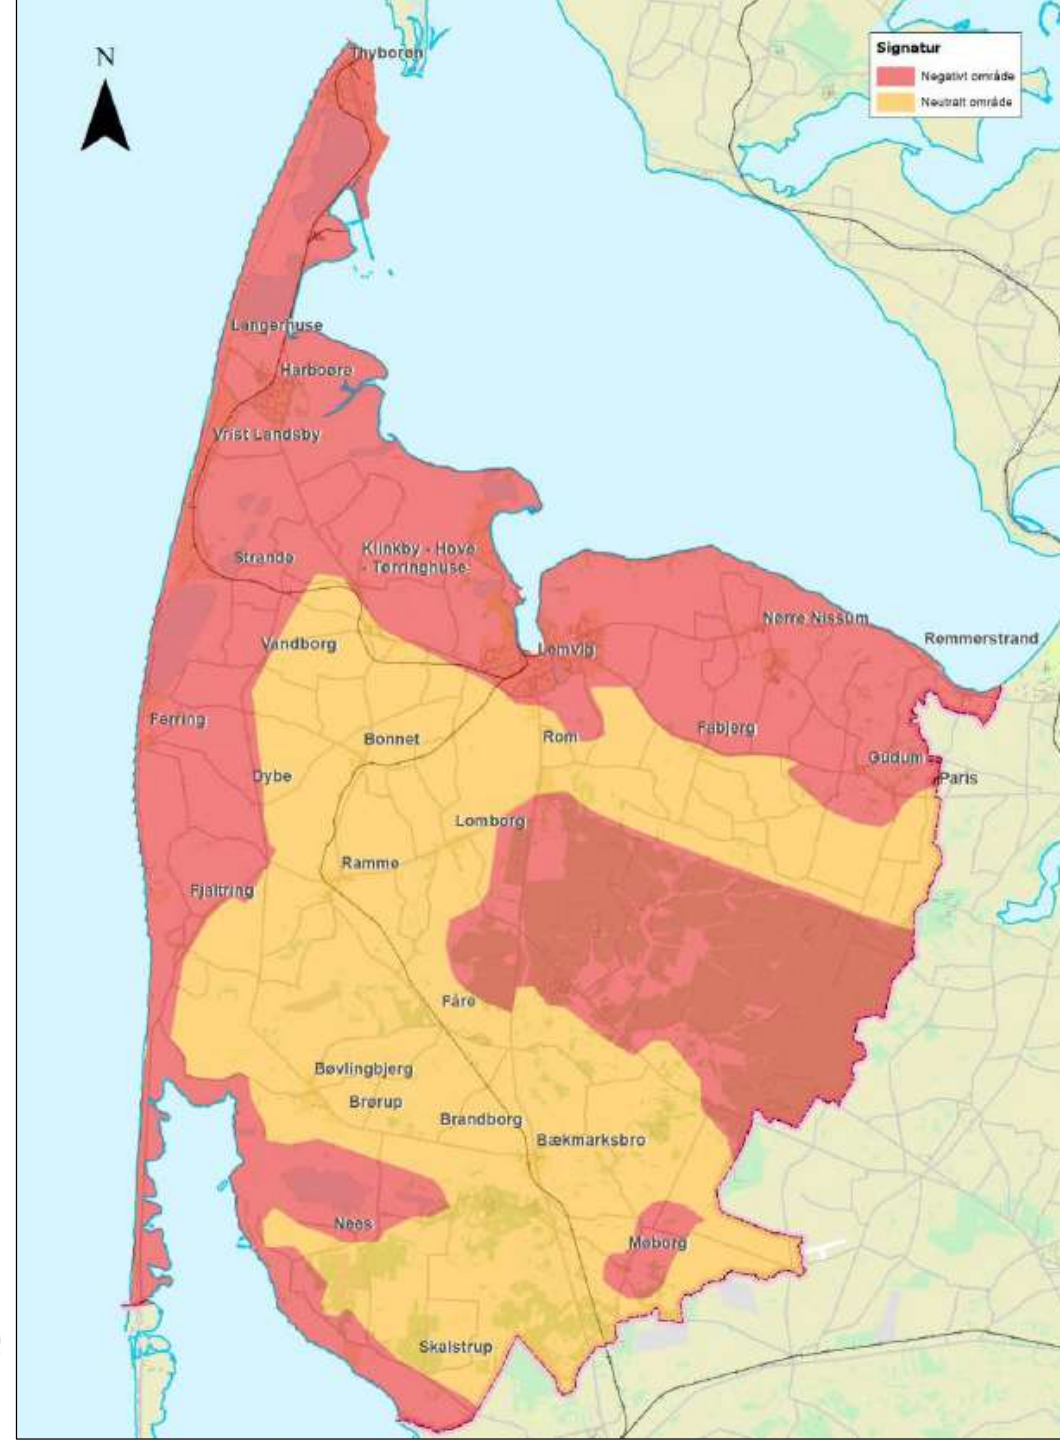 N
Thyborøn
Signatur
Negativt område
Neutralt område
Langerhuse
Harboøre
Vrist Landsby
Strande
Klinkby - Hove
- Tørringhuse
Vandborg
Lemvig
Nørre Nissum
Remmerstrand
Ferring
Bonnet
Rom
Fabjerg
Gudum
Paris
Dybe
Lomborg
Ramme
Fjaltring
Fåre
Bøvlingbjerg
Brørup
Brandborg
Bækmarksbro
Nees
Møborg
Skalstrup